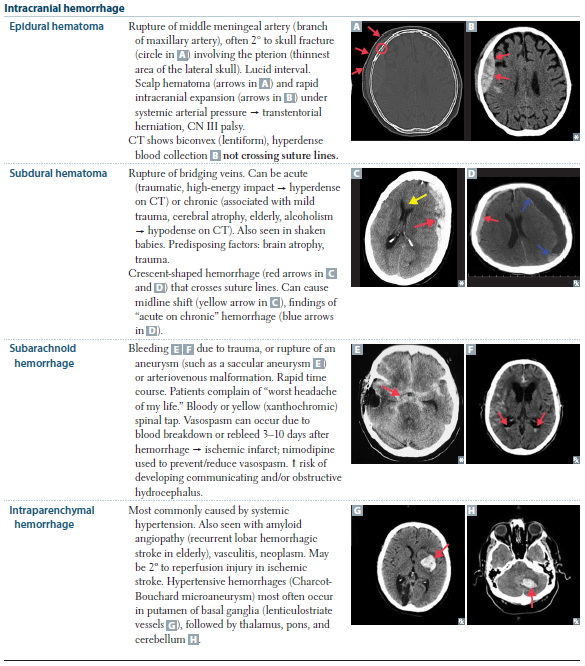 Intracranial hemorrhage
Epidural hematoma
Rupture of middle meningeal artery (branch
of maxillary artery), often 2° to skull fracture
(circle in A) involving the pterion (thinnest
area of the lateral skull). Lucid interval.
Scalp hematoma (arrows in A) and rapid
intracranial expansion (arrows in B) under
systemic arterial pressure → transtentorial
herniation, CN III palsy.
CT shows biconvex (lentiform), hyperdense
blood collection B not crossing suture lines.
A
B
Subdural hematoma
Rupture of bridging veins. Can be acute
(traumatic, high-energy impact → hyperdense
on CT) or chronic (associated with mild
trauma, cerebral atrophy, elderly, alcoholism
→ hypodense on CT). Also seen in shaken
babies. Predisposing factors: brain atrophy,
trauma.
Crescent-shaped hemorrhage (red arrows in C
and D) that crosses suture lines. Can cause
midline shift (yellow arrow in C), findings of
“acute on chronic” hemorrhage (blue arrows
in D).
C
D
Subarachnoid
hemorrhage
Bleeding E F due to trauma, or rupture of an
aneurysm (such as a saccular aneurysm E)
or arteriovenous malformation. Rapid time
course. Patients complain of “worst headache
of my life.” Bloody or yellow (xanthochromic)
spinal tap. Vasospasm can occur due to
blood breakdown or rebleed 3–10 days after
hemorrhage → ischemic infarct; nimodipine
used to prevent/reduce vasospasm. ↑ risk of
developing communicating and/or obstructive
hydrocephalus.
E
F
Intraparenchymal
hemorrhage
Most commonly caused by systemic
hypertension. Also seen with amyloid
angiopathy (recurrent lobar hemorrhagic
stroke in elderly), vasculitis, neoplasm. May
be 2° to reperfusion injury in ischemic
stroke. Hypertensive hemorrhages (Charcot-
Bouchard microaneurysm) most often occur
in putamen of basal ganglia (lenticulostriate
vessels G), followed by thalamus, pons, and
cerebellum H.
G
H